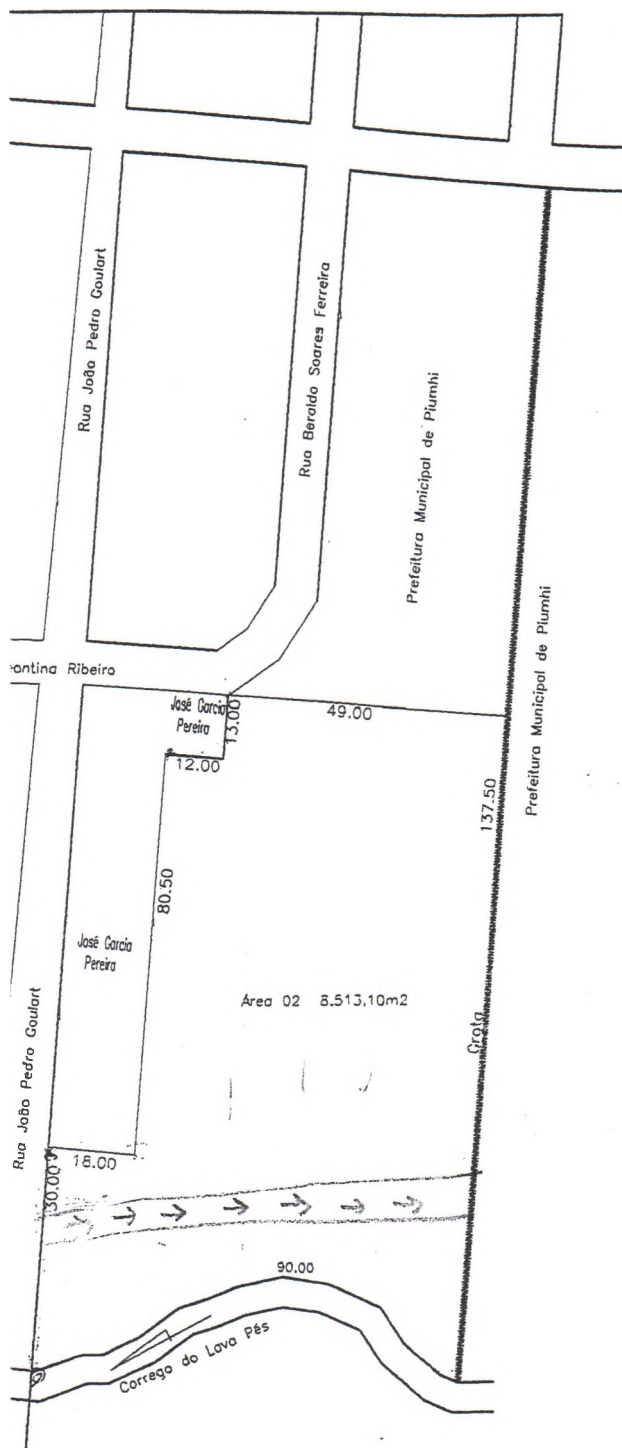 Rua João Pedro Goulart
Rua Beraldo Soares Ferreira
Prefeitura Municipal de Piumhi
Prefeitura Municipal de Piumhi
eontina Ribeiro
José Garcia
Pereira
13.00
49.00
12.00
137.50
80.50
José Garcia
Pereira
Área 02 8.513,10m2
Grota
Rua João Pedro Goulart
18.00
30.00
90.00
Corrego do Lava Pés